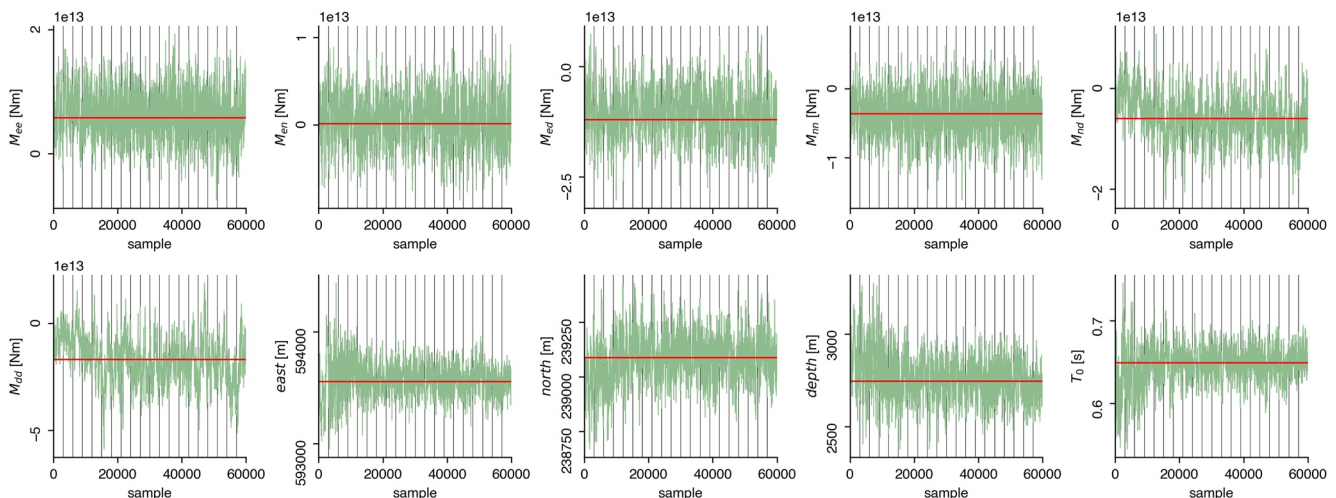 1e13 1e13 1e13 1e13 1e13
M_ee [Nm] 2 0
M_en [Nm] 1 0
M_ed [Nm] 0.0 −2.5
M_nn [Nm] 0 −1
M_nd [Nm] 0 −2
0 20000 40000 60000 0 20000 40000 60000 0 20000 40000 60000 0 20000 40000 60000 0 20000 40000 60000
sample sample sample sample sample
1e13
M_dd [Nm] 0 −5
east [m] 594000 593000
north [m] 239250 239000 238750
depth [m] 3000 2500
T_0 [s] 0.7 0.6
0 20000 40000 60000 0 20000 40000 60000 0 20000 40000 60000 0 20000 40000 60000 0 20000 40000 60000
sample sample sample sample sample